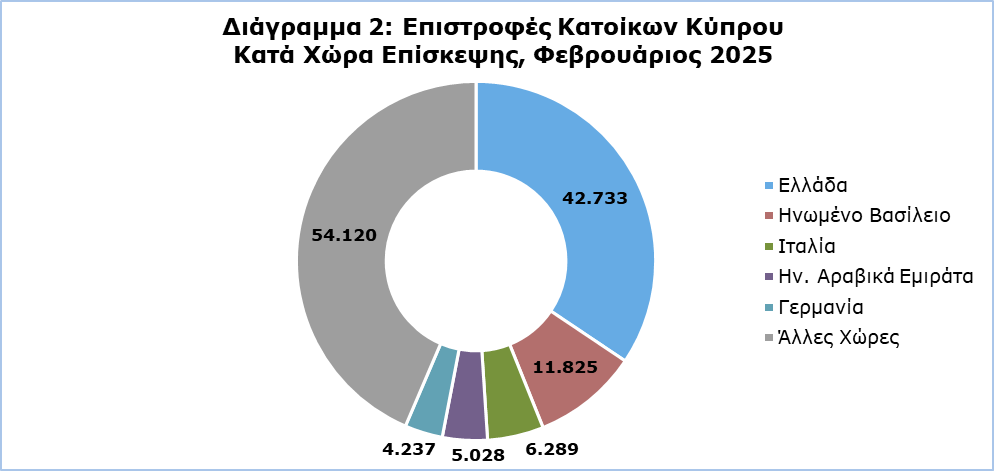 Διάγραμμα 2: Επιστροφές Κατοίκων Κύπρου
Κατά Χώρα Επίσκεψης, Φεβρουάριος 2025
42.733
11.825
6.289
5.028
4.237
54.120
Ελλάδα
Ηνωμένο Βασίλειο
Ιταλία
Ην. Αραβικά Εμιράτα
Γερμανία
Άλλες Χώρες